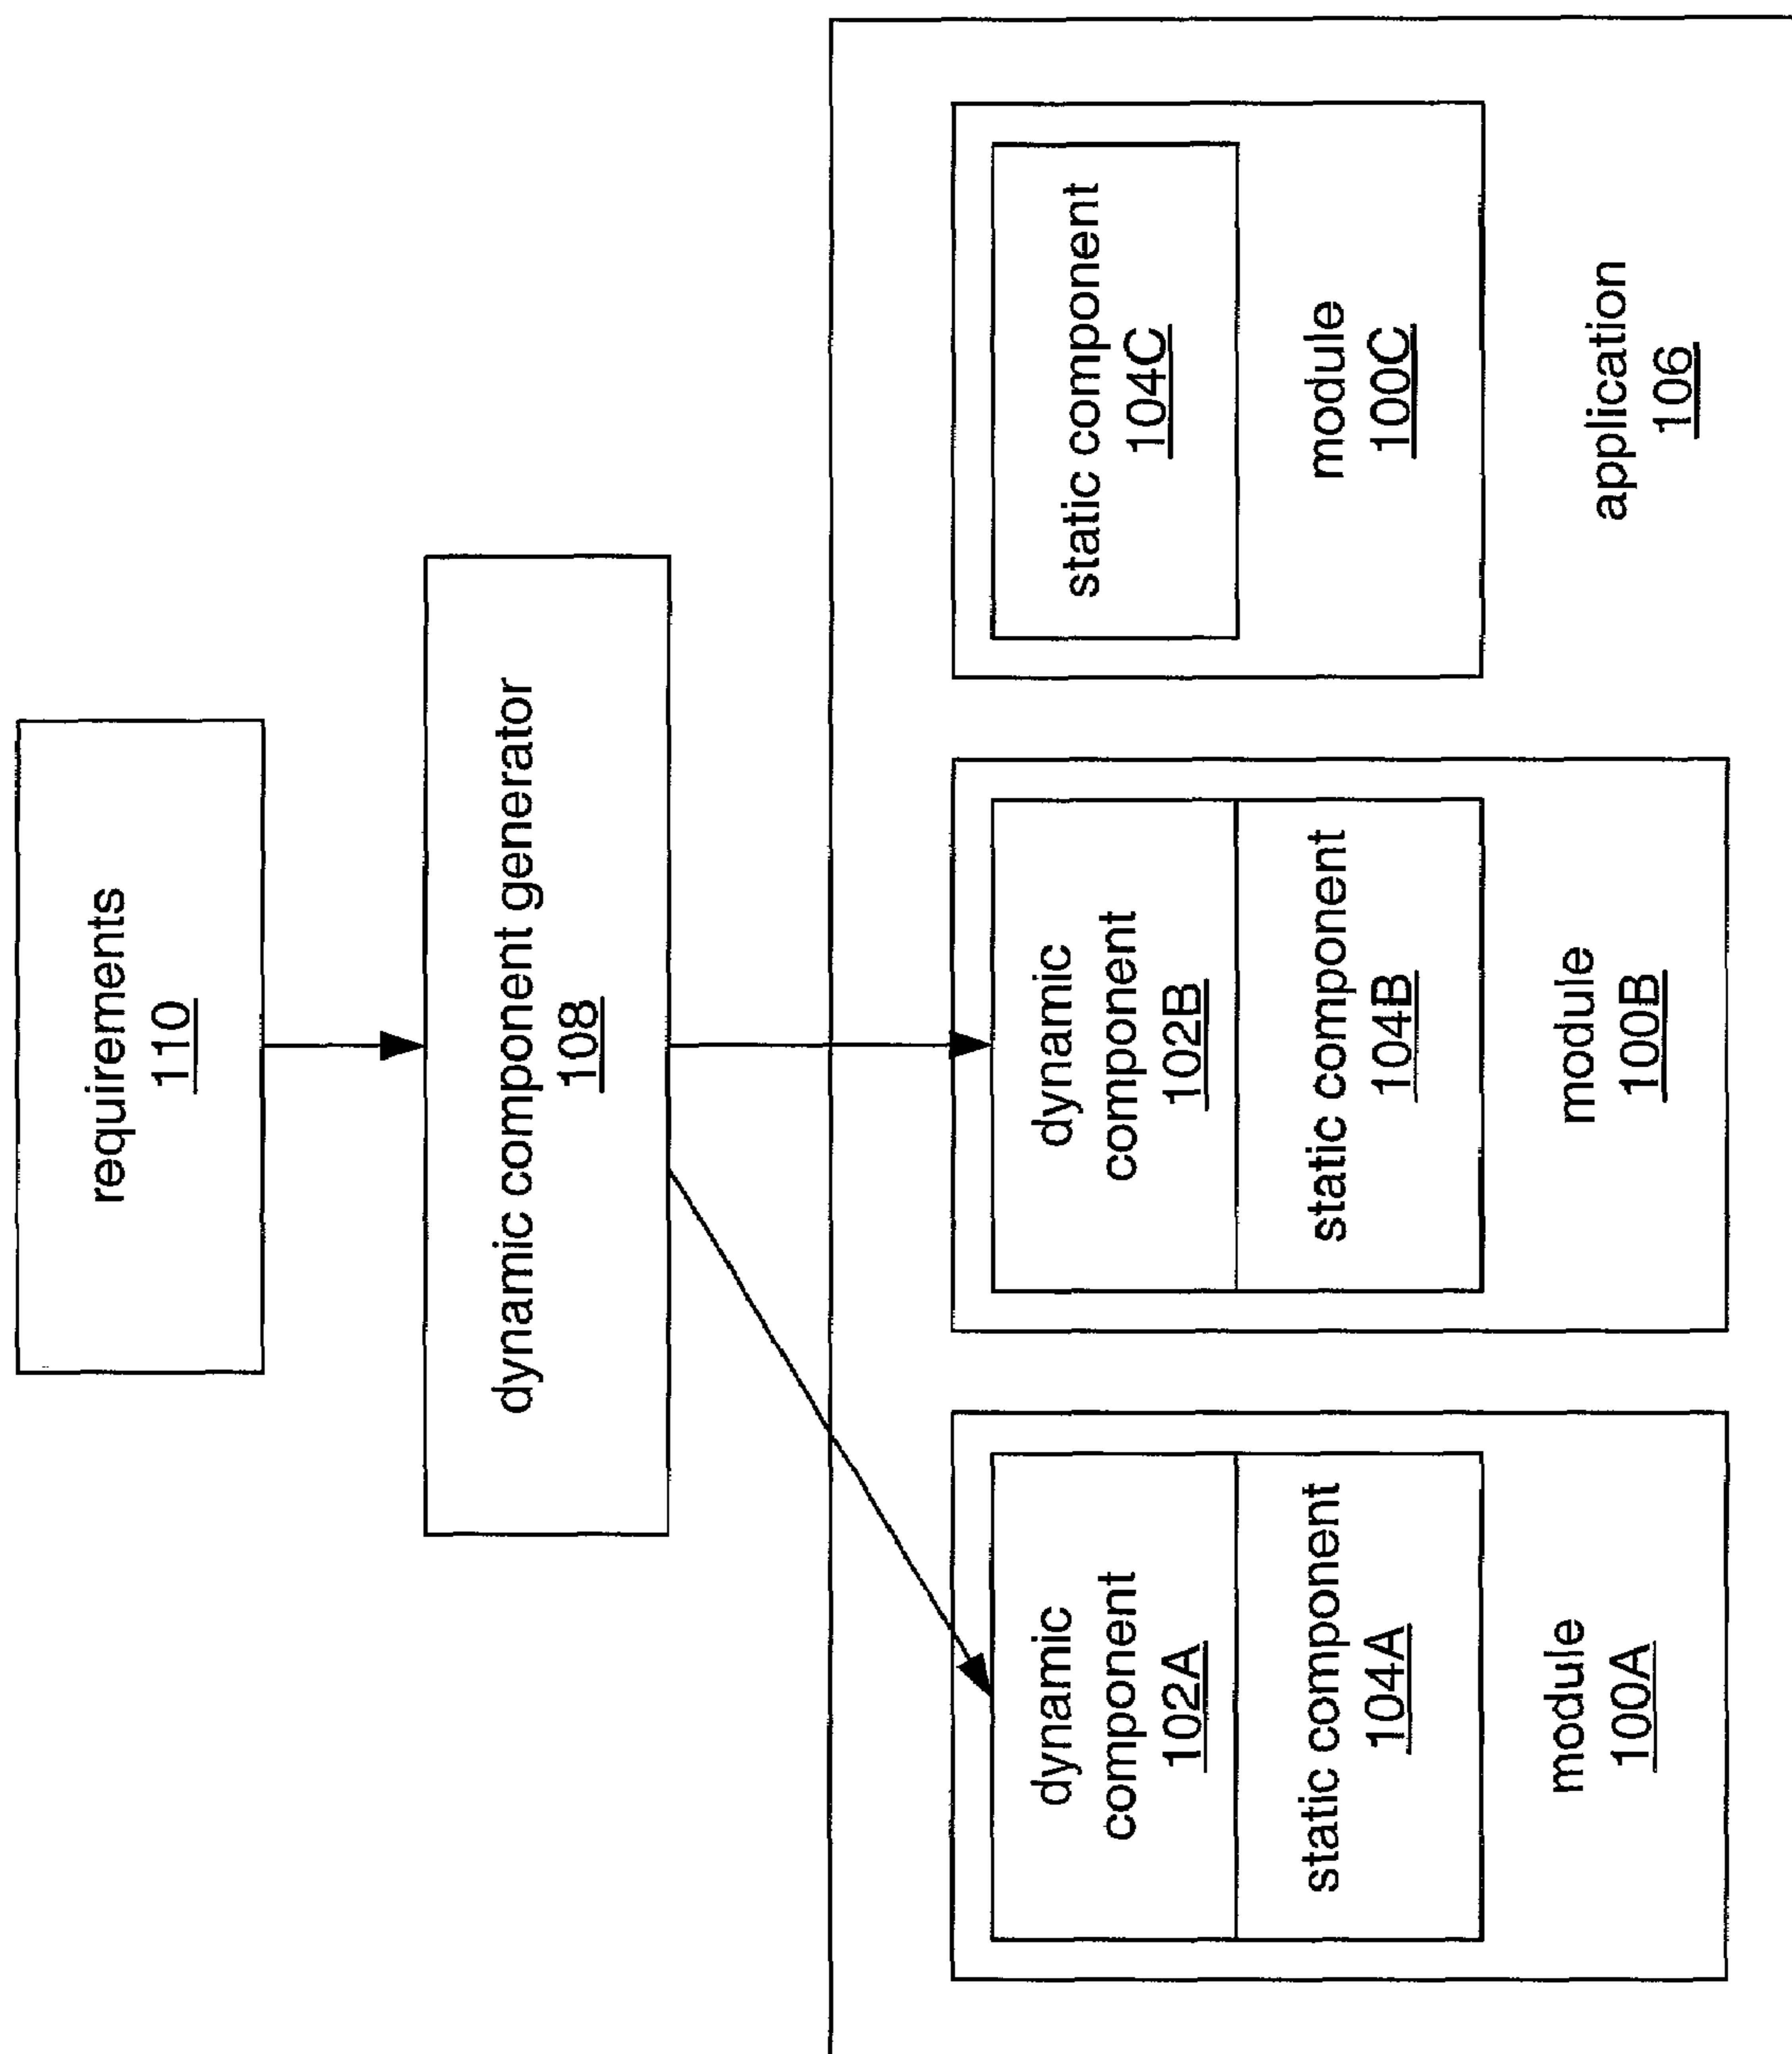 requirements
110
dynamic component generator
108
dynamic
component
102A
static component
104A
module
100A
dynamic
component
102B
static component
104B
module
100B
static component
104C
module
100C
application
106